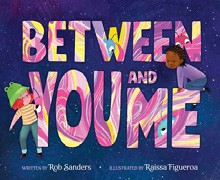 BETWEEN
AND
YOU ME
WRITTEN BY Rob Sanders ILLUSTRATED BY Raissa Figueroa